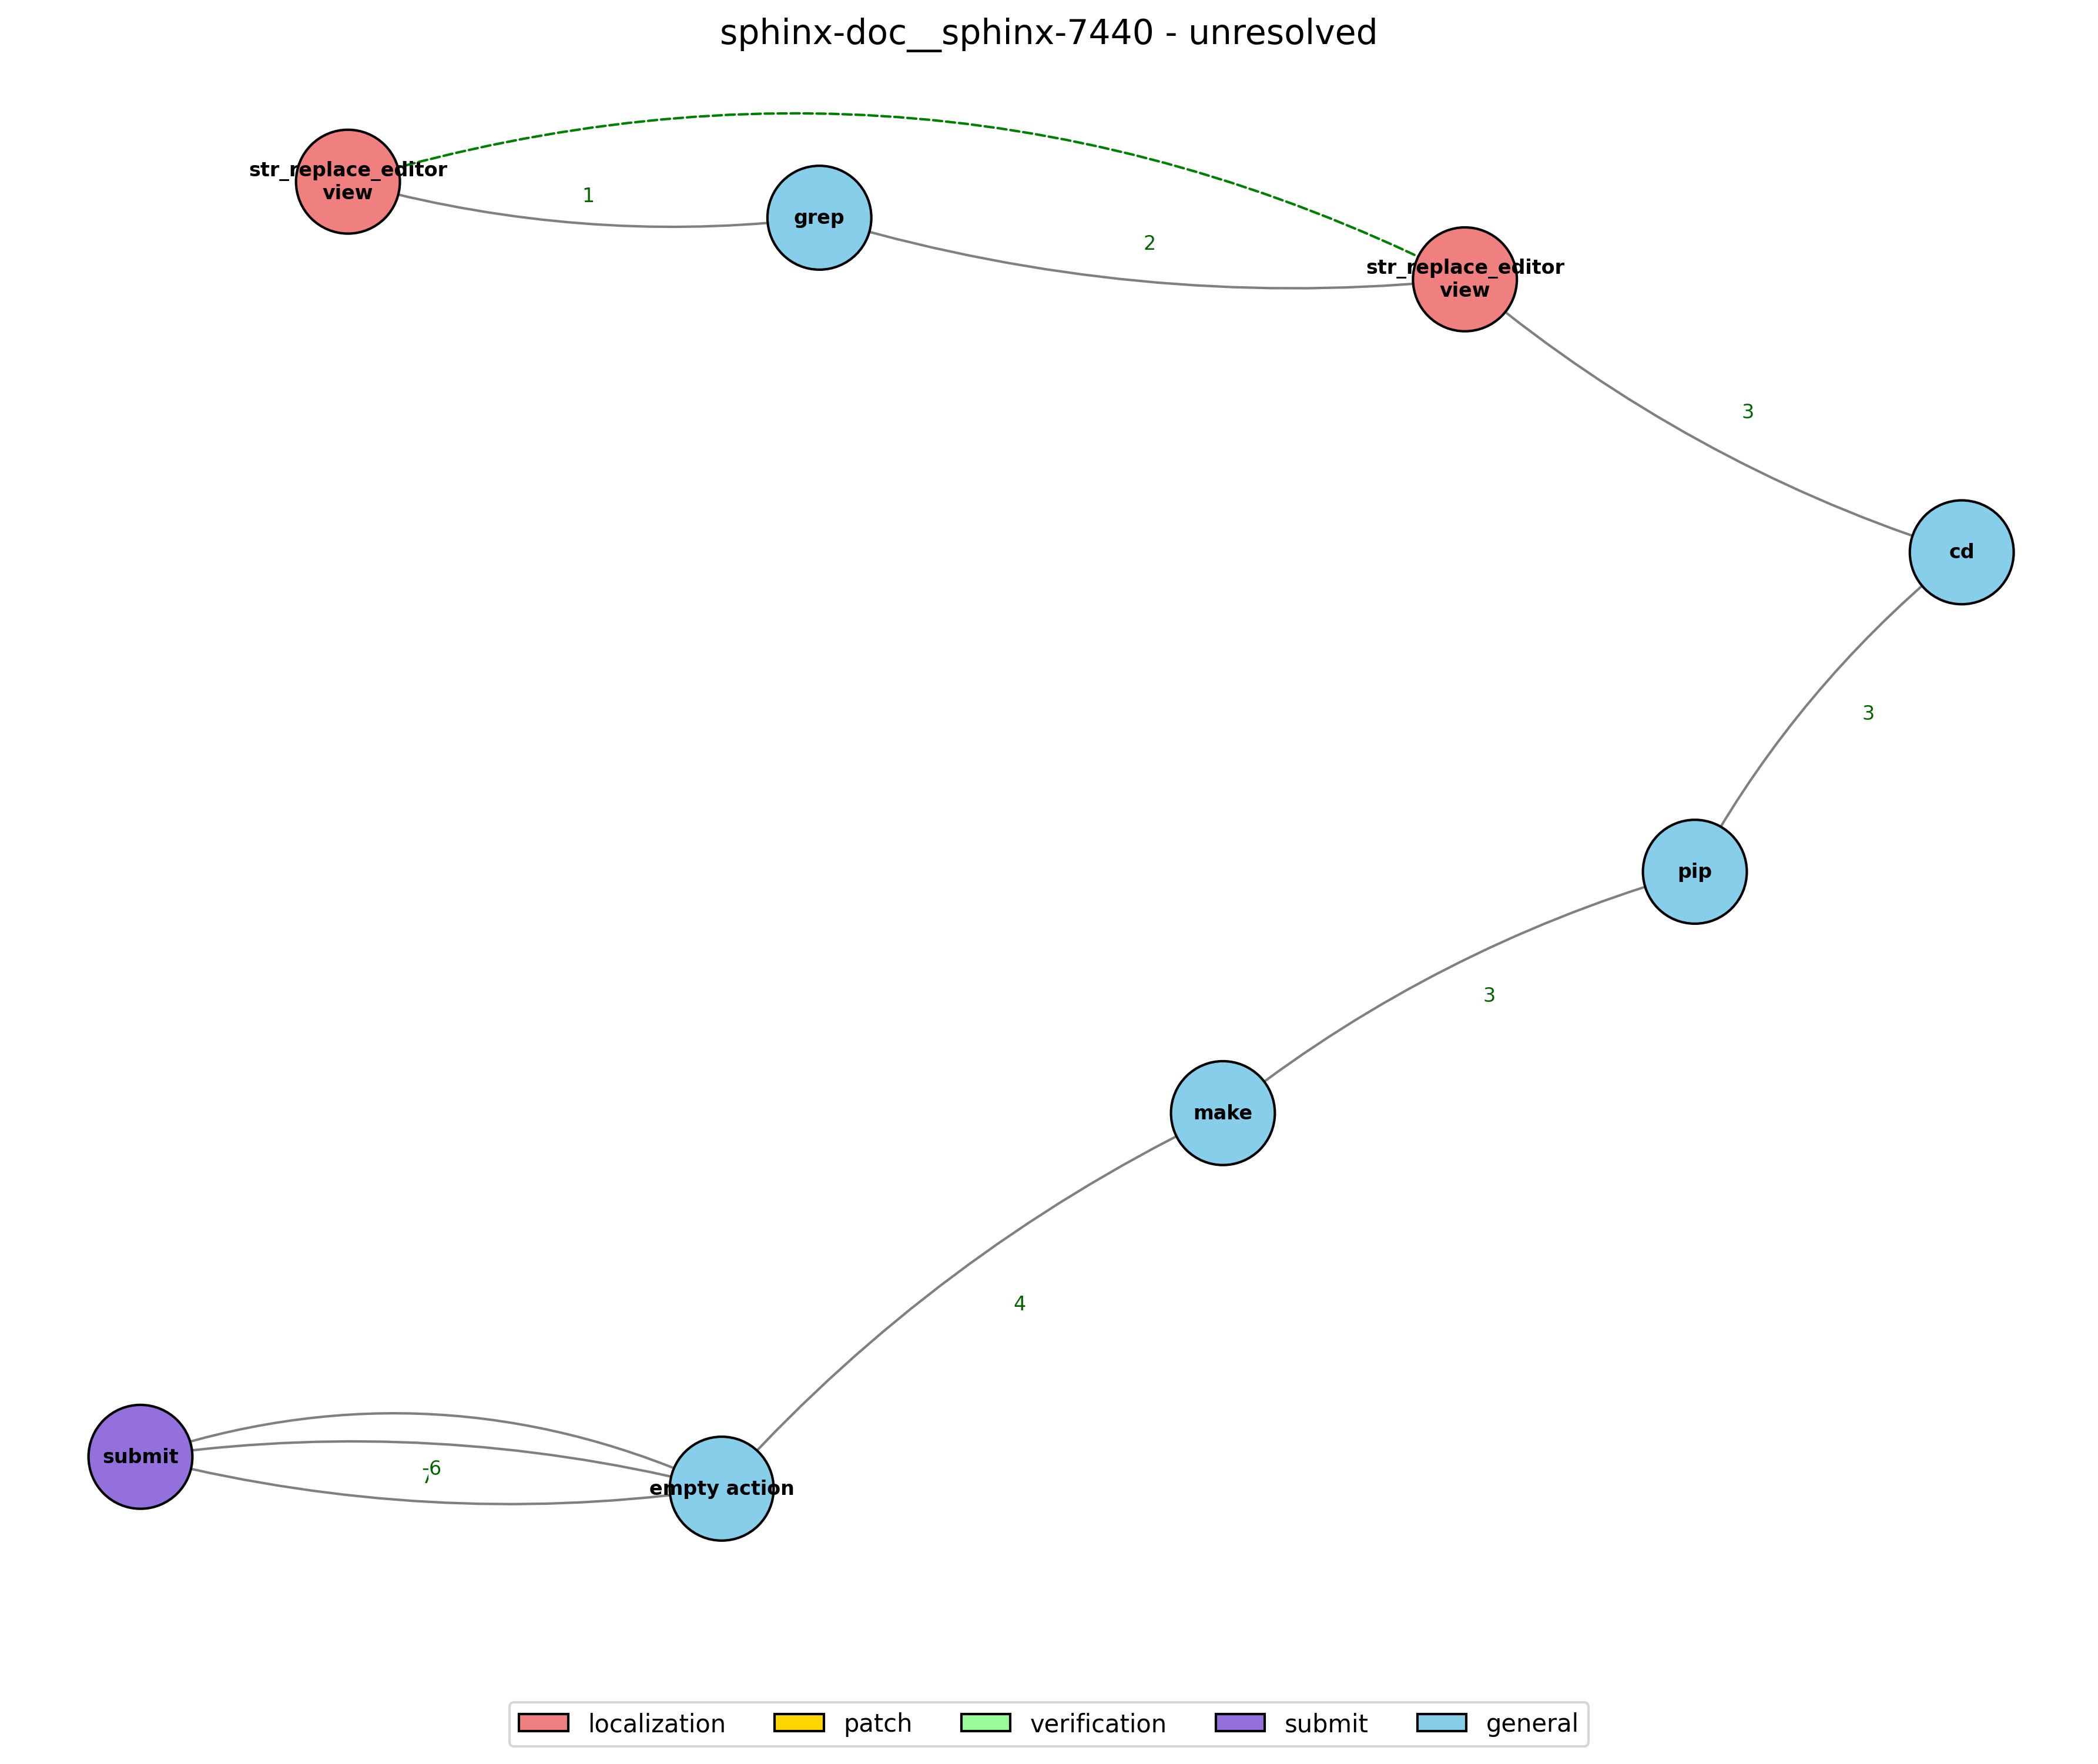 sphinx-doc__sphinx-7440 - unresolved
str_replace_editor
view
1
grep
2
str_replace_editor
view
3
cd
3
pip
3
make
4
submit
-6
empty action
localization
patch
verification
submit
general